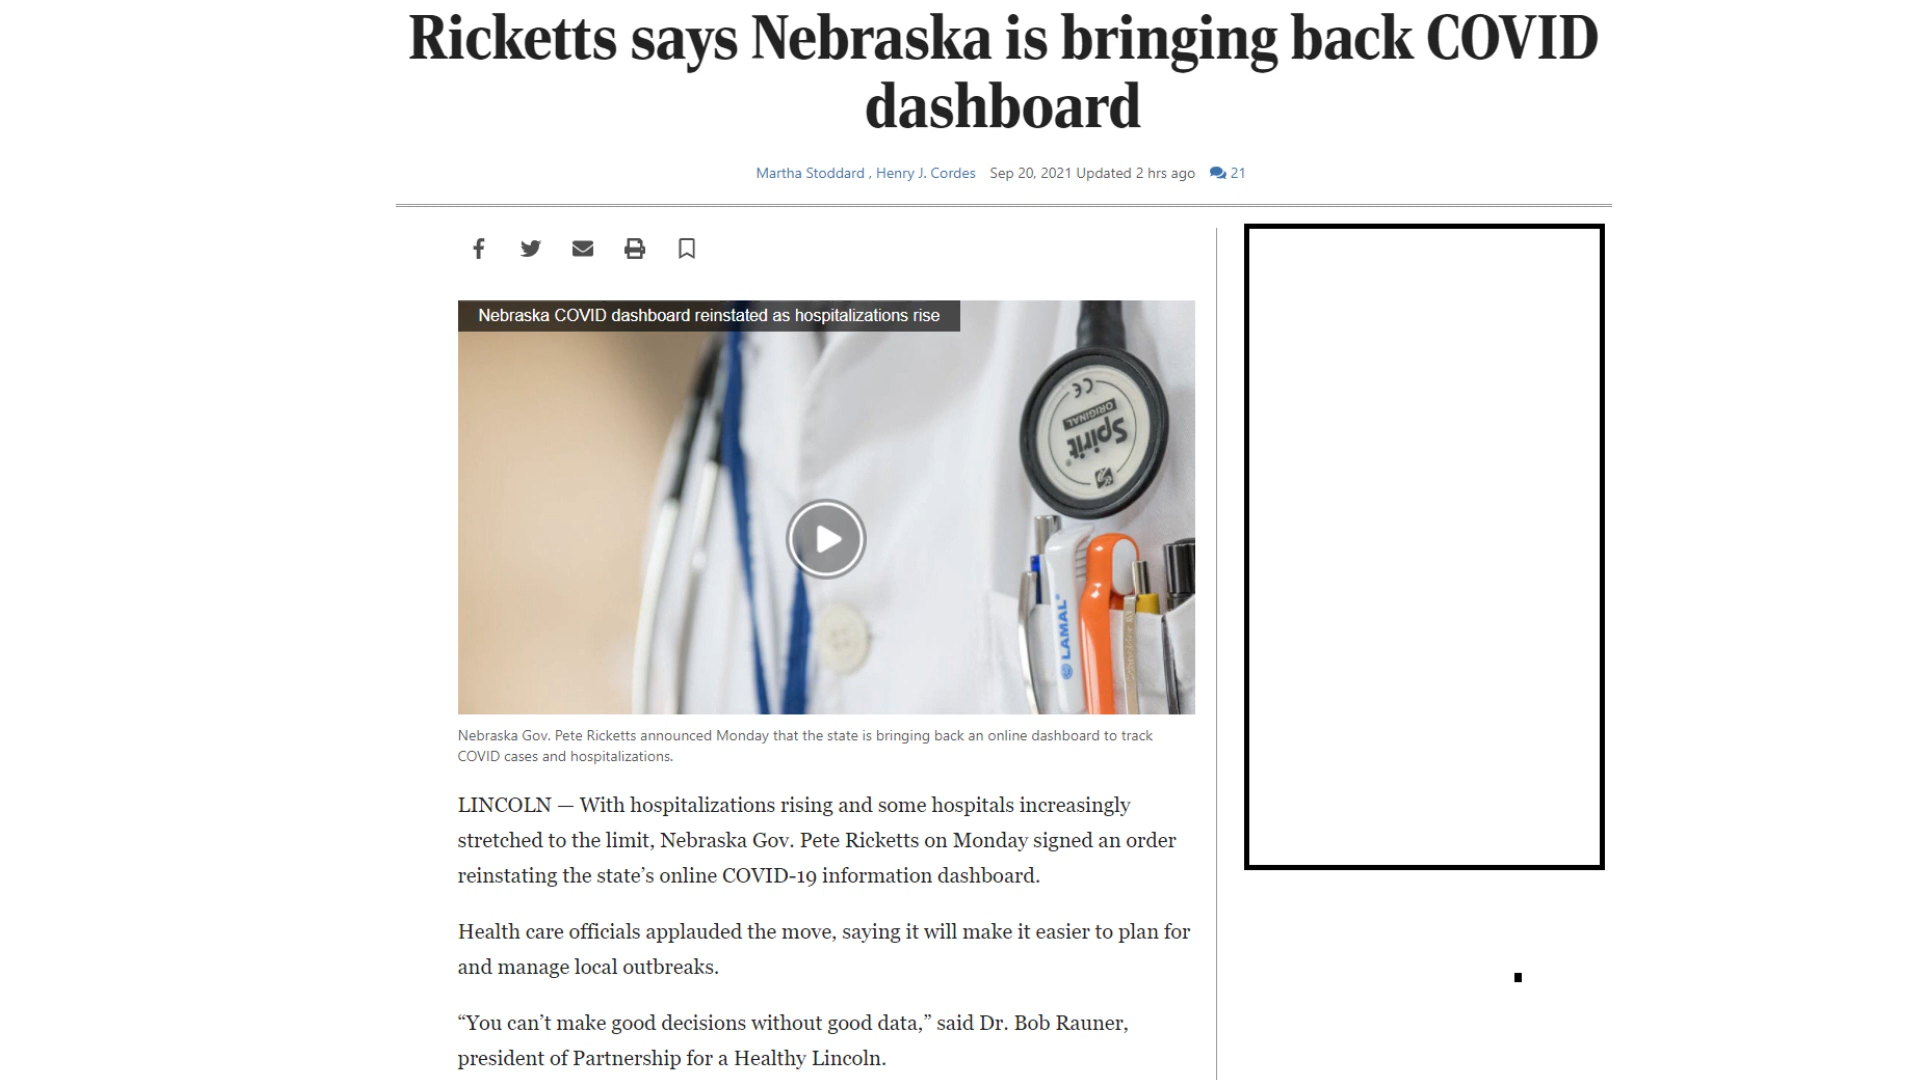 Ricketts says Nebraska is bringing back COVID
dashboard
Martha Stoddard , Henry J. Cordes Sep 20, 2021 Updated 2 hrs ago 21
Nebraska COVID dashboard reinstated as hospitalizations rise
CE
ORIGINAL
Spirit
LAMAL
Nebraska Gov. Pete Ricketts announced Monday that the state is bringing back an online dashboard to track
COVID cases and hospitalizations.
LINCOLN — With hospitalizations rising and some hospitals increasingly
stretched to the limit, Nebraska Gov. Pete Ricketts on Monday signed an order
reinstating the state’s online COVID-19 information dashboard.
Health care officials applauded the move, saying it will make it easier to plan for
and manage local outbreaks.
“You can’t make good decisions without good data,” said Dr. Bob Rauner,
president of Partnership for a Healthy Lincoln.